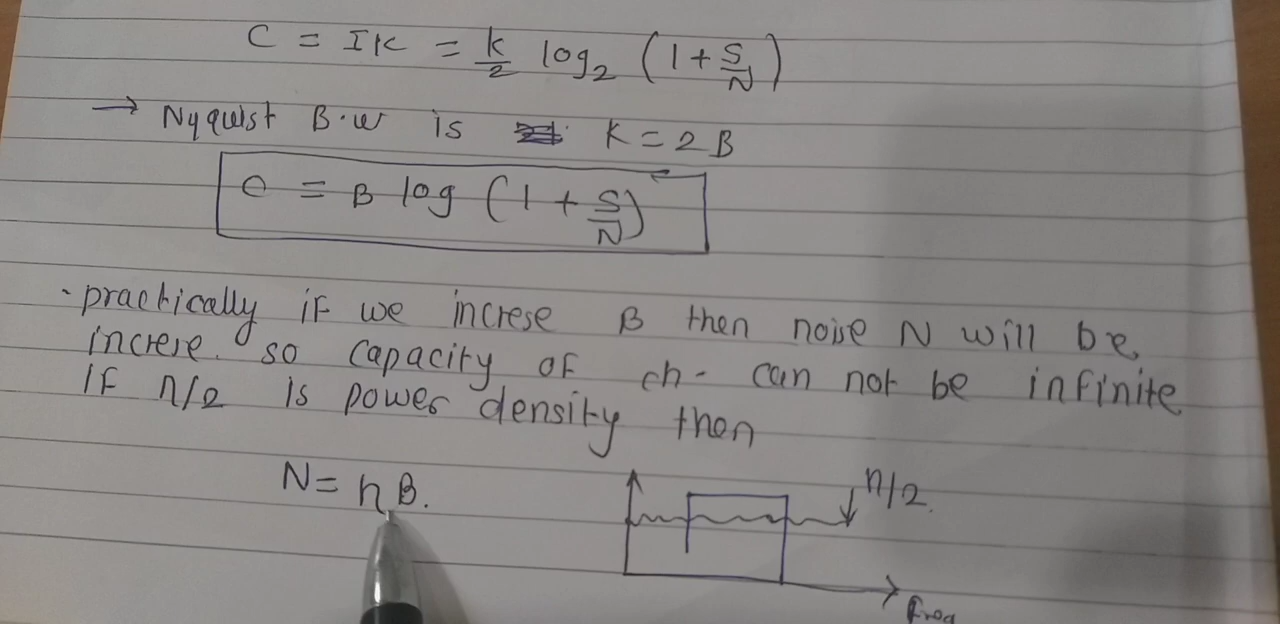 C = IK = k/2 log₂ (1 + S/N)
→ Nyquist B.w is K = 2B
C = B log (1 + S/N)
- practically if we increse B then noise N will be
increse. so capacity of ch. can not be infinite
If n/2 is power density then
N = nB.
n/2.
freq